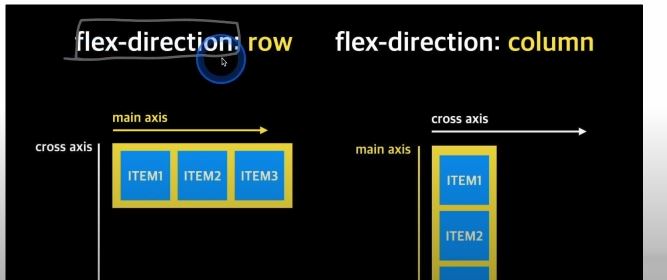 flex-direction: row
main axis
cross axis
ITEM1 ITEM2 ITEM3
flex-direction: column
cross axis
main axis
ITEM1
ITEM2